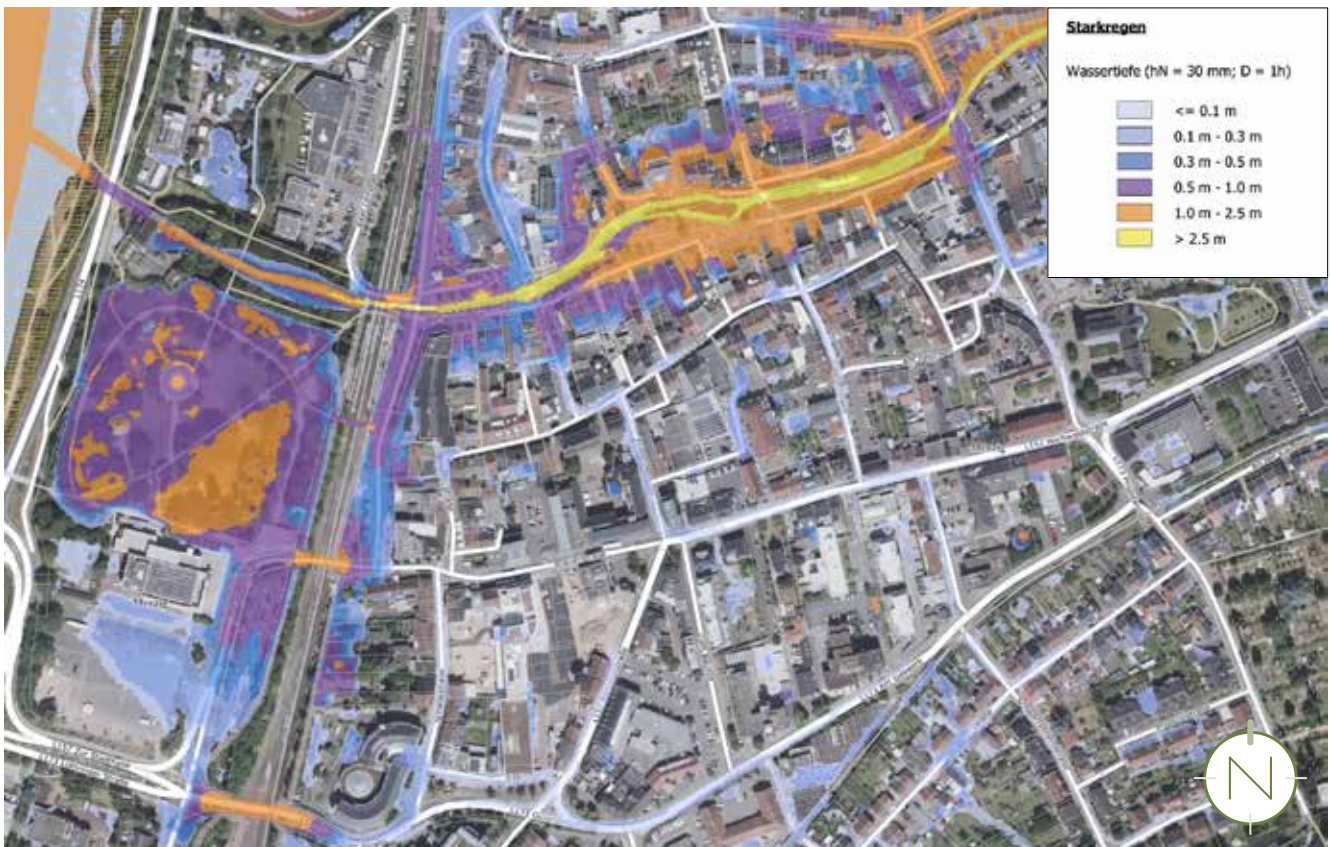 Starkregen
Wassertiefe (hN = 30 mm; D = 1h)
<= 0.1 m
0.1 m - 0.3 m
0.3 m - 0.5 m
0.5 m - 1.0 m
1.0 m - 2.5 m
> 2.5 m
N